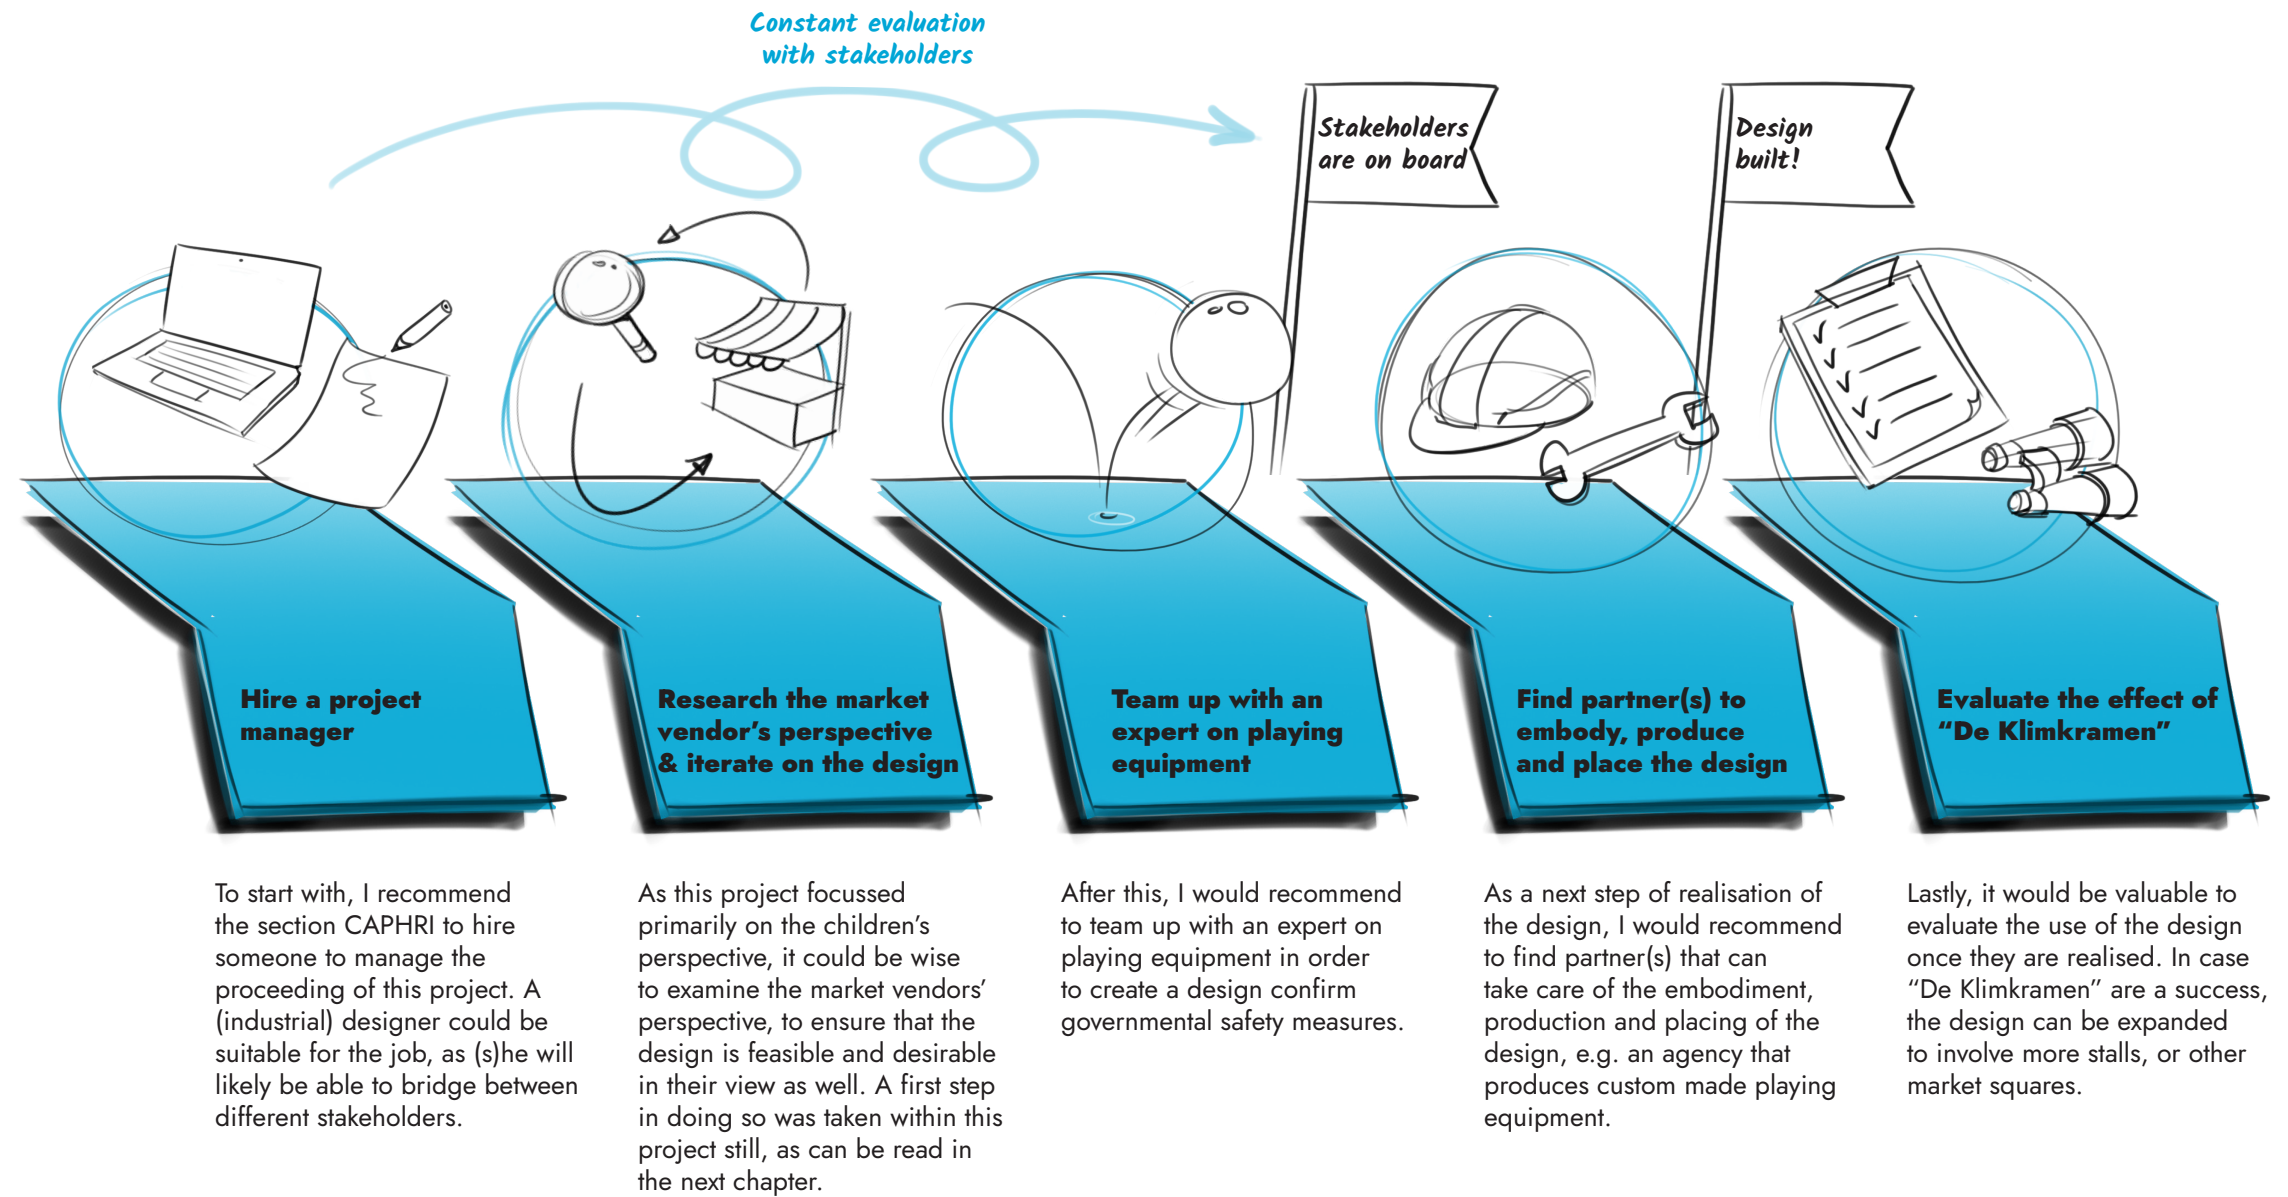 Constant evaluation
with stakeholders
Stakeholders
are on board
Design
built!
Hire a project
manager
Research the market
vendor's perspective
& iterate on the design
Team up with an
expert on playing
equipment
Find partner(s) to
embody, produce
and place the design
Evaluate the effect of
“De Klimkramen”
To start with, I recommend
the section CAPHRI to hire
someone to manage the
proceeding of this project. A
(industrial) designer could be
suitable for the job, as (s)he will
likely be able to bridge between
different stakeholders.
As this project focussed
primarily on the children’s
perspective, it could be wise
to examine the market vendors’
perspective, to ensure that the
design is feasible and desirable
in their view as well. A first step
in doing so was taken within this
project still, as can be read in
the next chapter.
After this, I would recommend
to team up with an expert on
playing equipment in order
to create a design confirm
governmental safety measures.
As a next step of realisation of
the design, I would recommend
to find partner(s) that can
take care of the embodiment,
production and placing of the
design, e.g. an agency that
produces custom made playing
equipment.
Lastly, it would be valuable to
evaluate the use of the design
once they are realised. In case
“De Klimkramen” are a success,
the design can be expanded
to involve more stalls, or other
market squares.